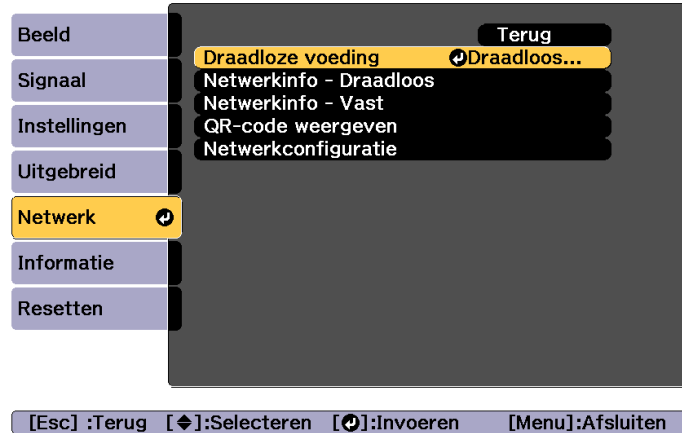 Beeld
Signaal
Instellingen
Uitgebreid
Netwerk
Informatie
Resetten
Terug
Draadloze voeding Draadloos...
Netwerkinfo - Draadloos
Netwerkinfo - Vast
QR-code weergeven
Netwerkconfiguratie
[Esc] :Terug [◆]:Selecteren [↵]:Invoeren [Menu]:Afsluiten